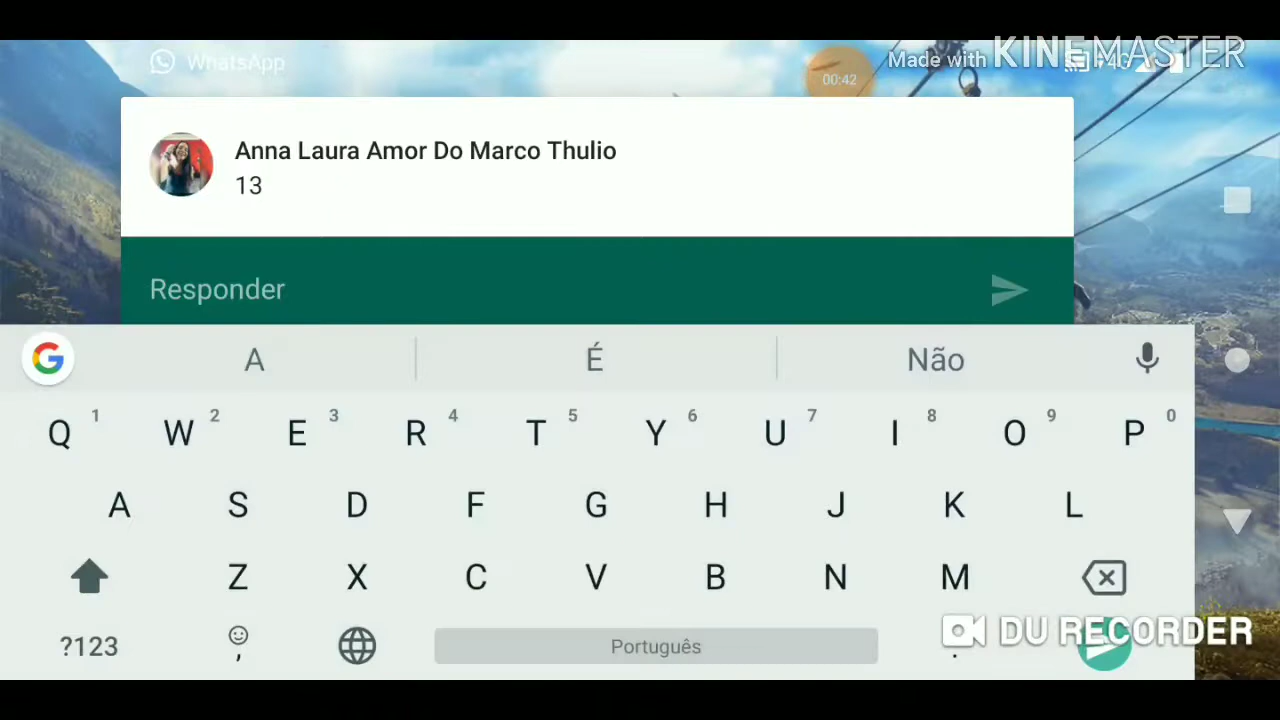 WhatsApp
00:42
Made with KINEMASTER
4G
Anna Laura Amor Do Marco Thulio
13
Responder
G A É Não
Q 1 W 2 E 3 R 4 T 5 Y 6 U 7 I 8 O 9 P 0
A S D F G H J K L
Z X C V B N M
?123 , Português .
DU RECORDER